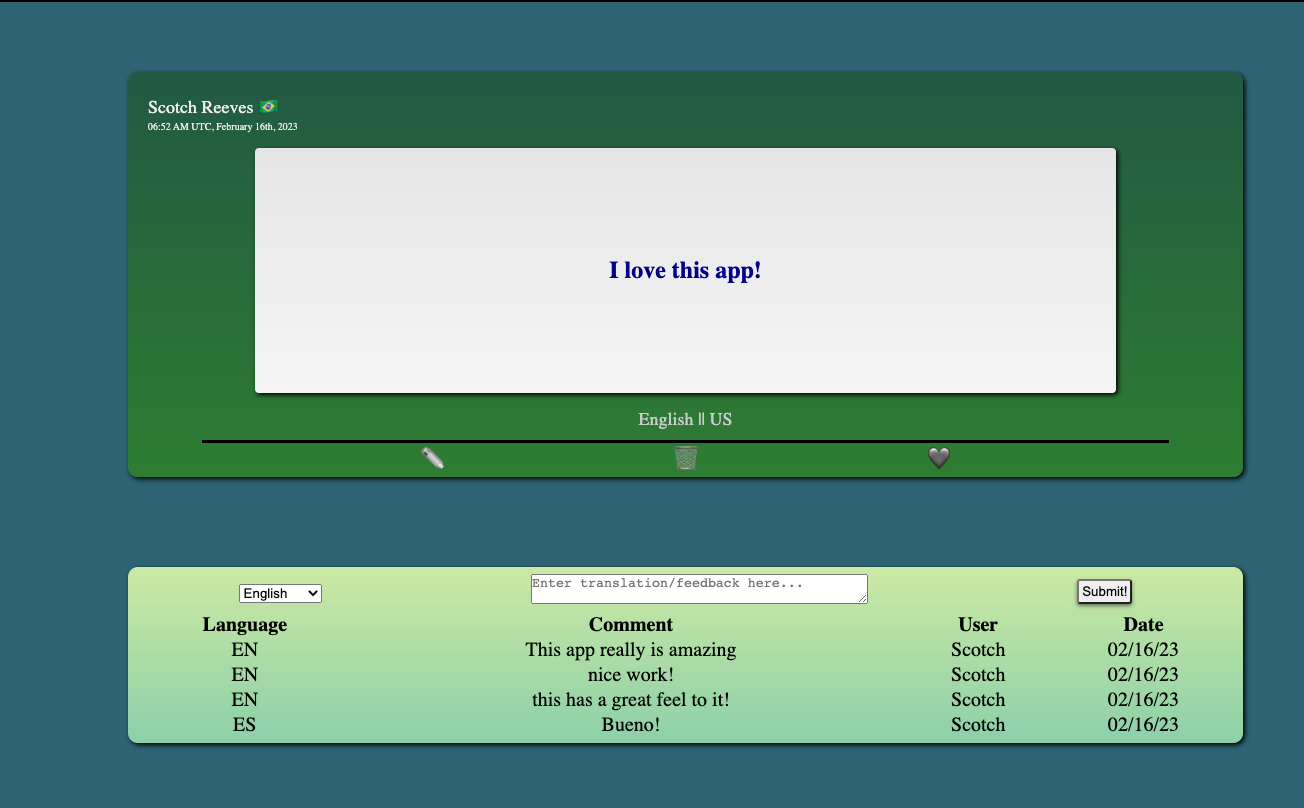 Scotch Reeves 🇧🇷
06:52 AM UTC, February 16th, 2023
I love this app!
English || US
English
Enter translation/feedback here...
Submit!
Language Comment User Date
EN This app really is amazing Scotch 02/16/23
EN nice work! Scotch 02/16/23
EN this has a great feel to it! Scotch 02/16/23
ES Bueno! Scotch 02/16/23